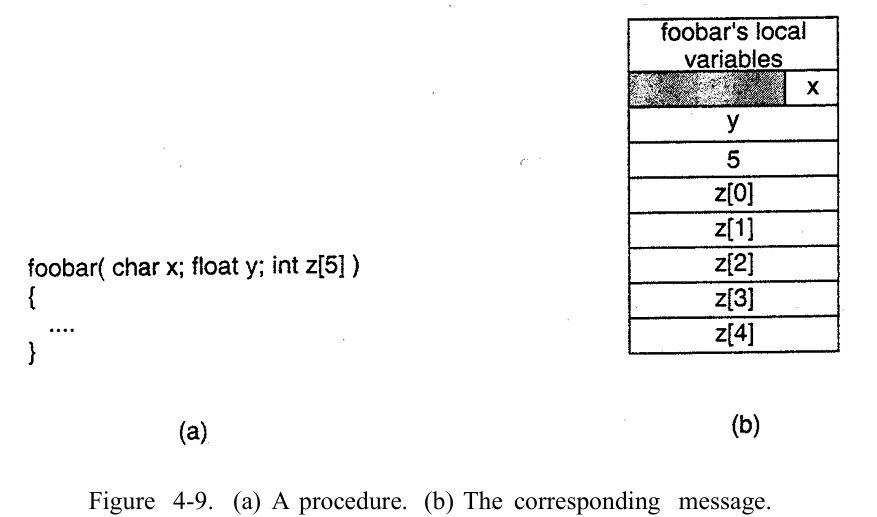 foobar( char x; float y; int z[5] )
{
....
}
(a)
foobar's local
variables
x
y
5
z[0]
z[1]
z[2]
z[3]
z[4]
(b)
Figure 4-9. (a) A procedure. (b) The corresponding message.